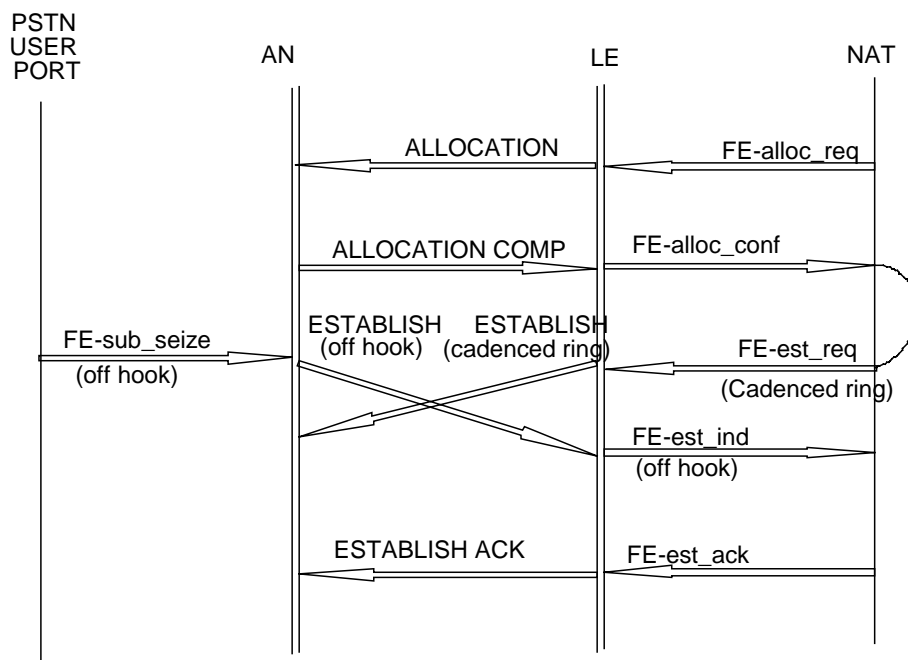 PSTN
USER
PORT
AN
LE
NAT
ALLOCATION
FE-alloc_req
ALLOCATION COMP
FE-alloc_conf
FE-sub_seize
(off hook)
ESTABLISH
(off hook)
ESTABLISH
(cadenced ring)
FE-est_req
(Cadenced ring)
FE-est_ind
(off hook)
ESTABLISH ACK
FE-est_ack